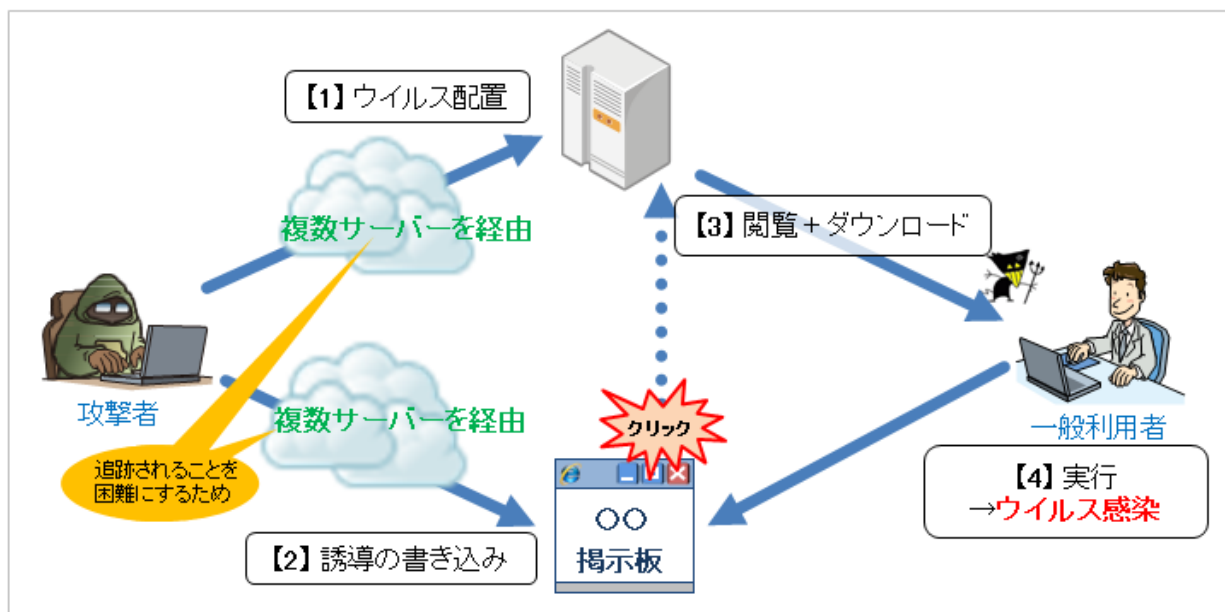 【1】ウイルス配置
複数サーバーを経由
【3】閲覧+ダウンロード
攻撃者
複数サーバーを経由
クリック
一般利用者
追跡されることを
困難にするため
【4】実行
→ウイルス感染
○○
掲示板
【2】誘導の書き込み